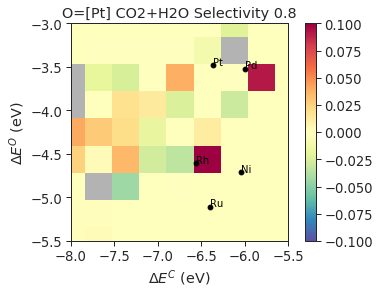 O=[Pt] CO2+H2O Selectivity 0.8
−3.0
−3.5
−4.0
−4.5
−5.0
−5.5
ΔE^O (eV)
Pt
Pd
Rh
Ni
Ru
−8.0 −7.5 −7.0 −6.5 −6.0 −5.5
ΔE^C (eV)
0.100
0.075
0.050
0.025
0.000
−0.025
−0.050
−0.075
−0.100